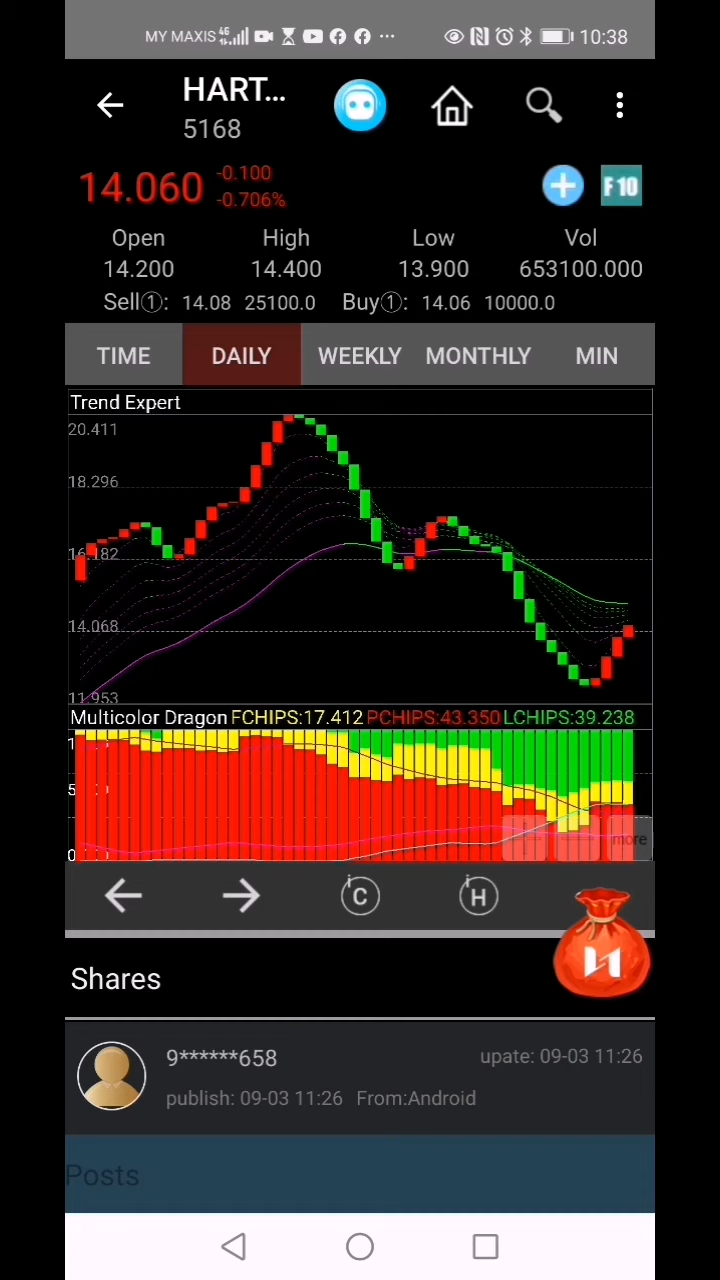 MY MAXIS 4G 10:38
HART...
5168
14.060 -0.100
-0.706%
F10
Open High Low Vol
14.200 14.400 13.900 653100.000
Sell①: 14.08 25100.0 Buy①: 14.06 10000.0
TIME DAILY WEEKLY MONTHLY MIN
Trend Expert
20.411
18.296
16.182
14.068
11.953
Multicolor Dragon FCHIPS:17.412 PCHIPS:43.350 LCHIPS:39.238
more
C H
Shares
9******658 upate: 09-03 11:26
publish: 09-03 11:26 From:Android
Posts